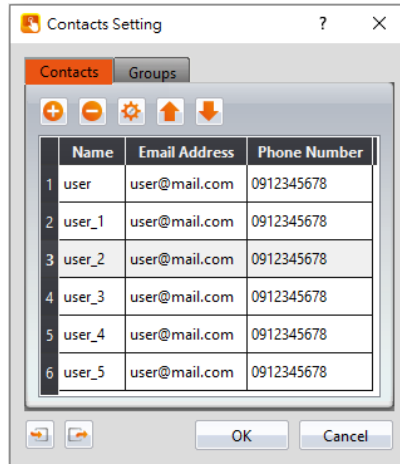 Contacts Setting ? ×
Contacts Groups
Name Email Address Phone Number
1 user user@mail.com 0912345678
2 user_1 user@mail.com 0912345678
3 user_2 user@mail.com 0912345678
4 user_3 user@mail.com 0912345678
5 user_4 user@mail.com 0912345678
6 user_5 user@mail.com 0912345678
OK Cancel